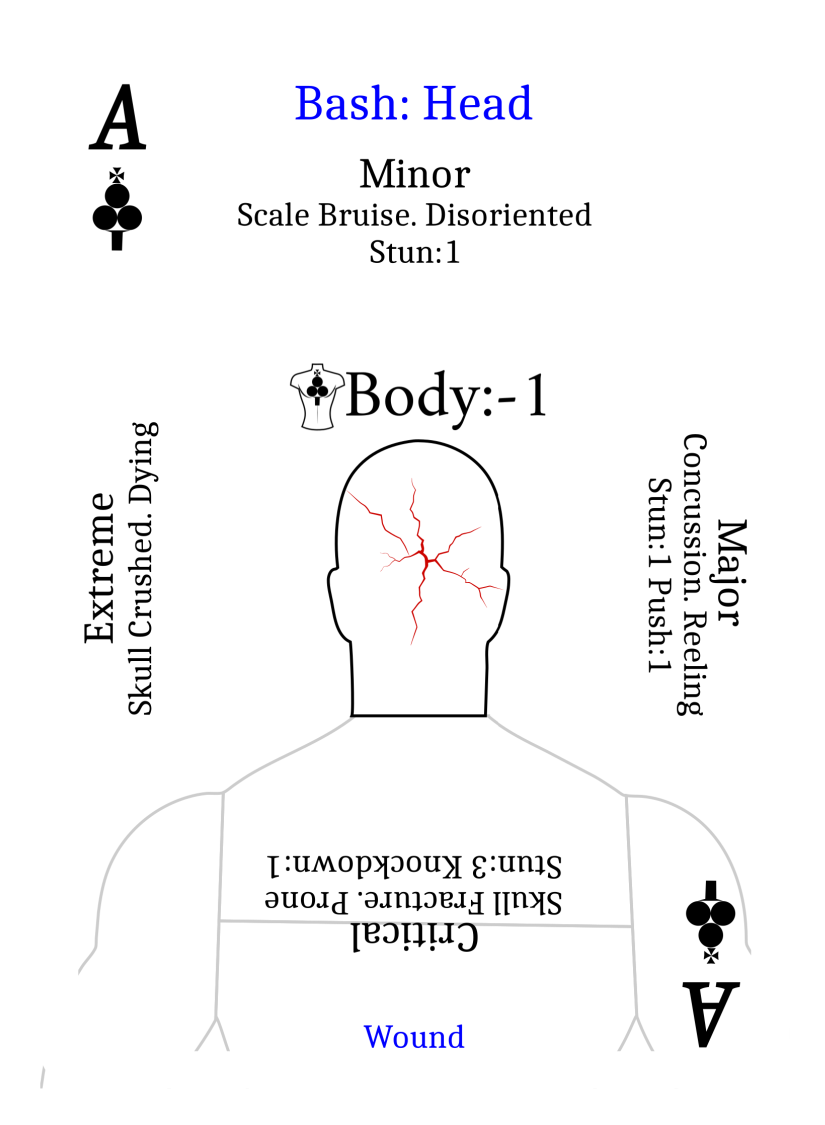 A
Bash: Head
Minor
Scale Bruise. Disoriented
Stun:1
Body:-1
Extreme
Skull Crushed. Dying
Major
Concussion. Reeling
Stun:1 Push:1
Critical
Skull Fracture. Prone
Stun:3 Knockdown:1
Wound
A